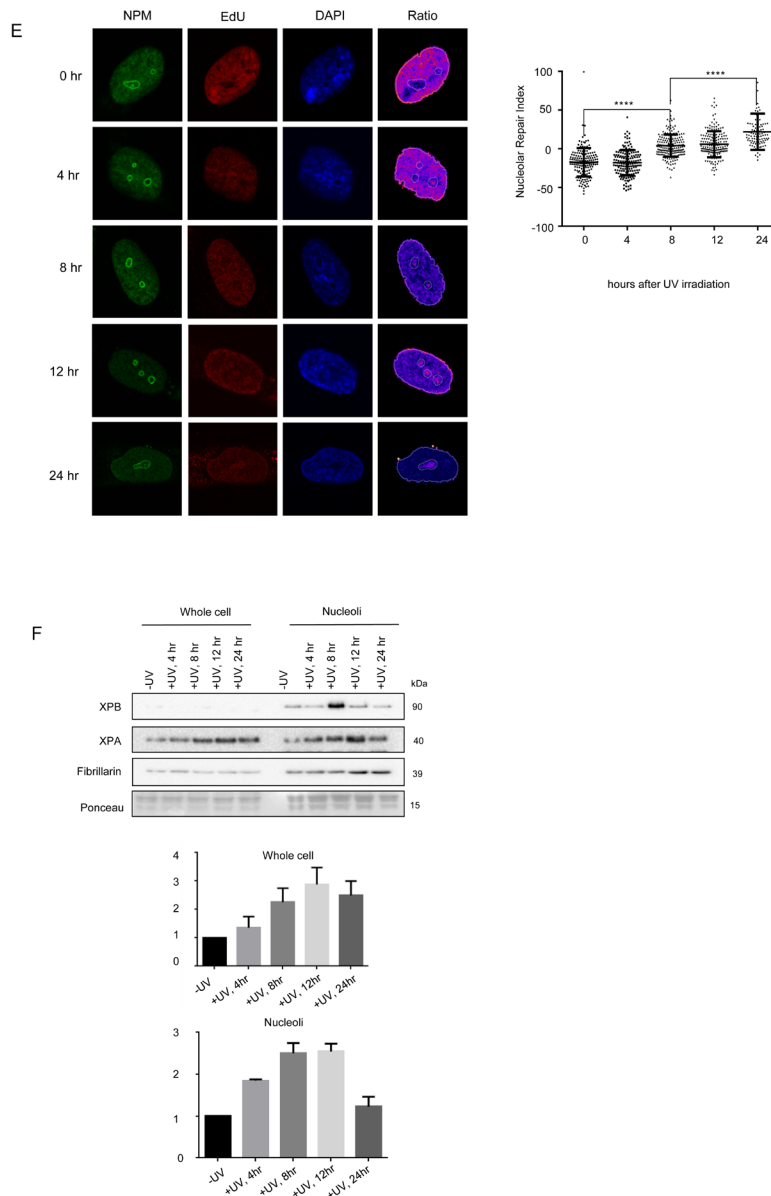 E
NPM EdU DAPI Ratio
0 hr
4 hr
8 hr
12 hr
24 hr
Nucleolar Repair Index
100
50
0
-50
-100
****
****
0 4 8 12 24
hours after UV irradiation
F
Whole cell Nucleoli
-UV +UV, 4 hr +UV, 8 hr +UV, 12 hr +UV, 24 hr -UV +UV, 4 hr +UV, 8 hr +UV, 12 hr +UV, 24 hr
kDa
XPB 90
XPA 40
Fibrillarin 39
Ponceau 15
Whole cell
4
3
2
1
0
-UV +UV, 4hr +UV, 8hr +UV, 12hr +UV, 24hr
Nucleoli
3
2
1
0
-UV +UV, 4hr +UV, 8hr +UV, 12hr +UV, 24hr